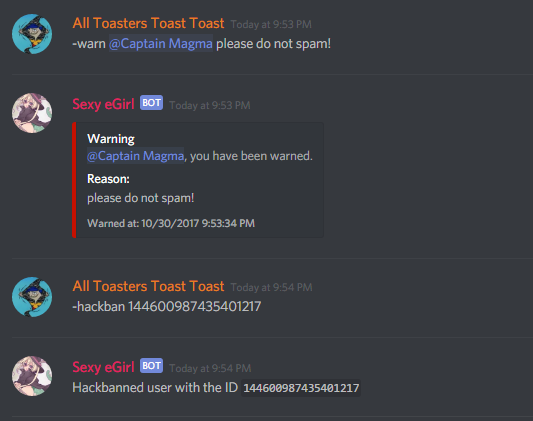 All Toasters Toast Toast Today at 9:53 PM
-warn @Captain Magma please do not spam!
Sexy eGirl BOT Today at 9:53 PM
Warning
@Captain Magma, you have been warned.
Reason:
please do not spam!
Warned at: 10/30/2017 9:53:34 PM
All Toasters Toast Toast Today at 9:54 PM
-hackban 144600987435401217
Sexy eGirl BOT Today at 9:54 PM
Hackbanned user with the ID 144600987435401217